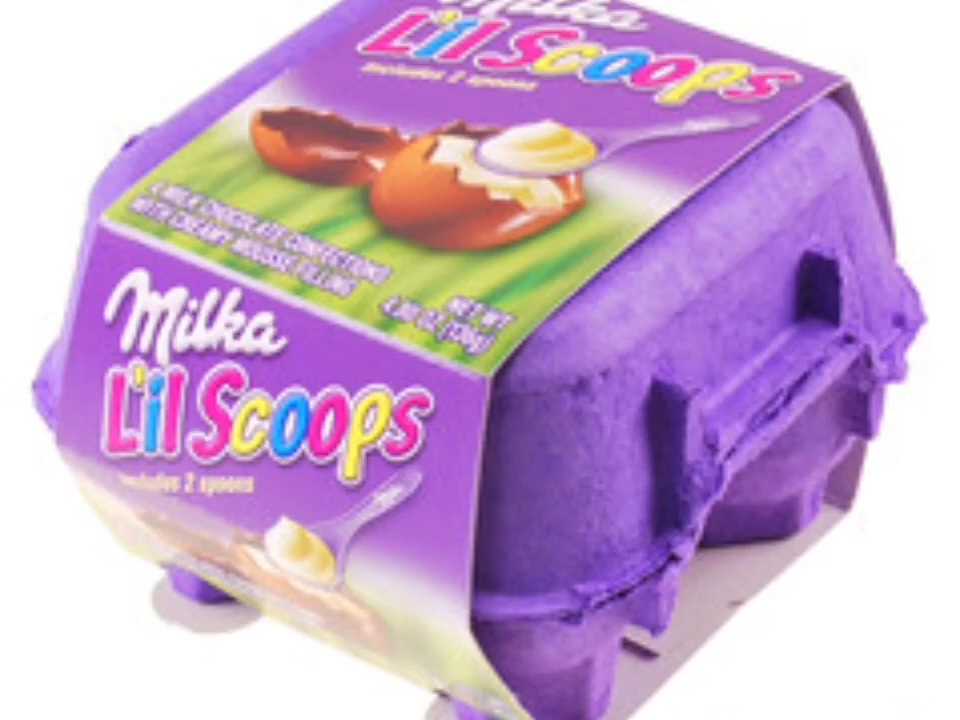 Milka
L'il Scoops
includes 2 spoons
4 MILK CHOCOLATE CONFECTIONS
WITH CREAMY MOUSSE FILLING
NET WT
Milka
L'il Scoops
includes 2 spoons